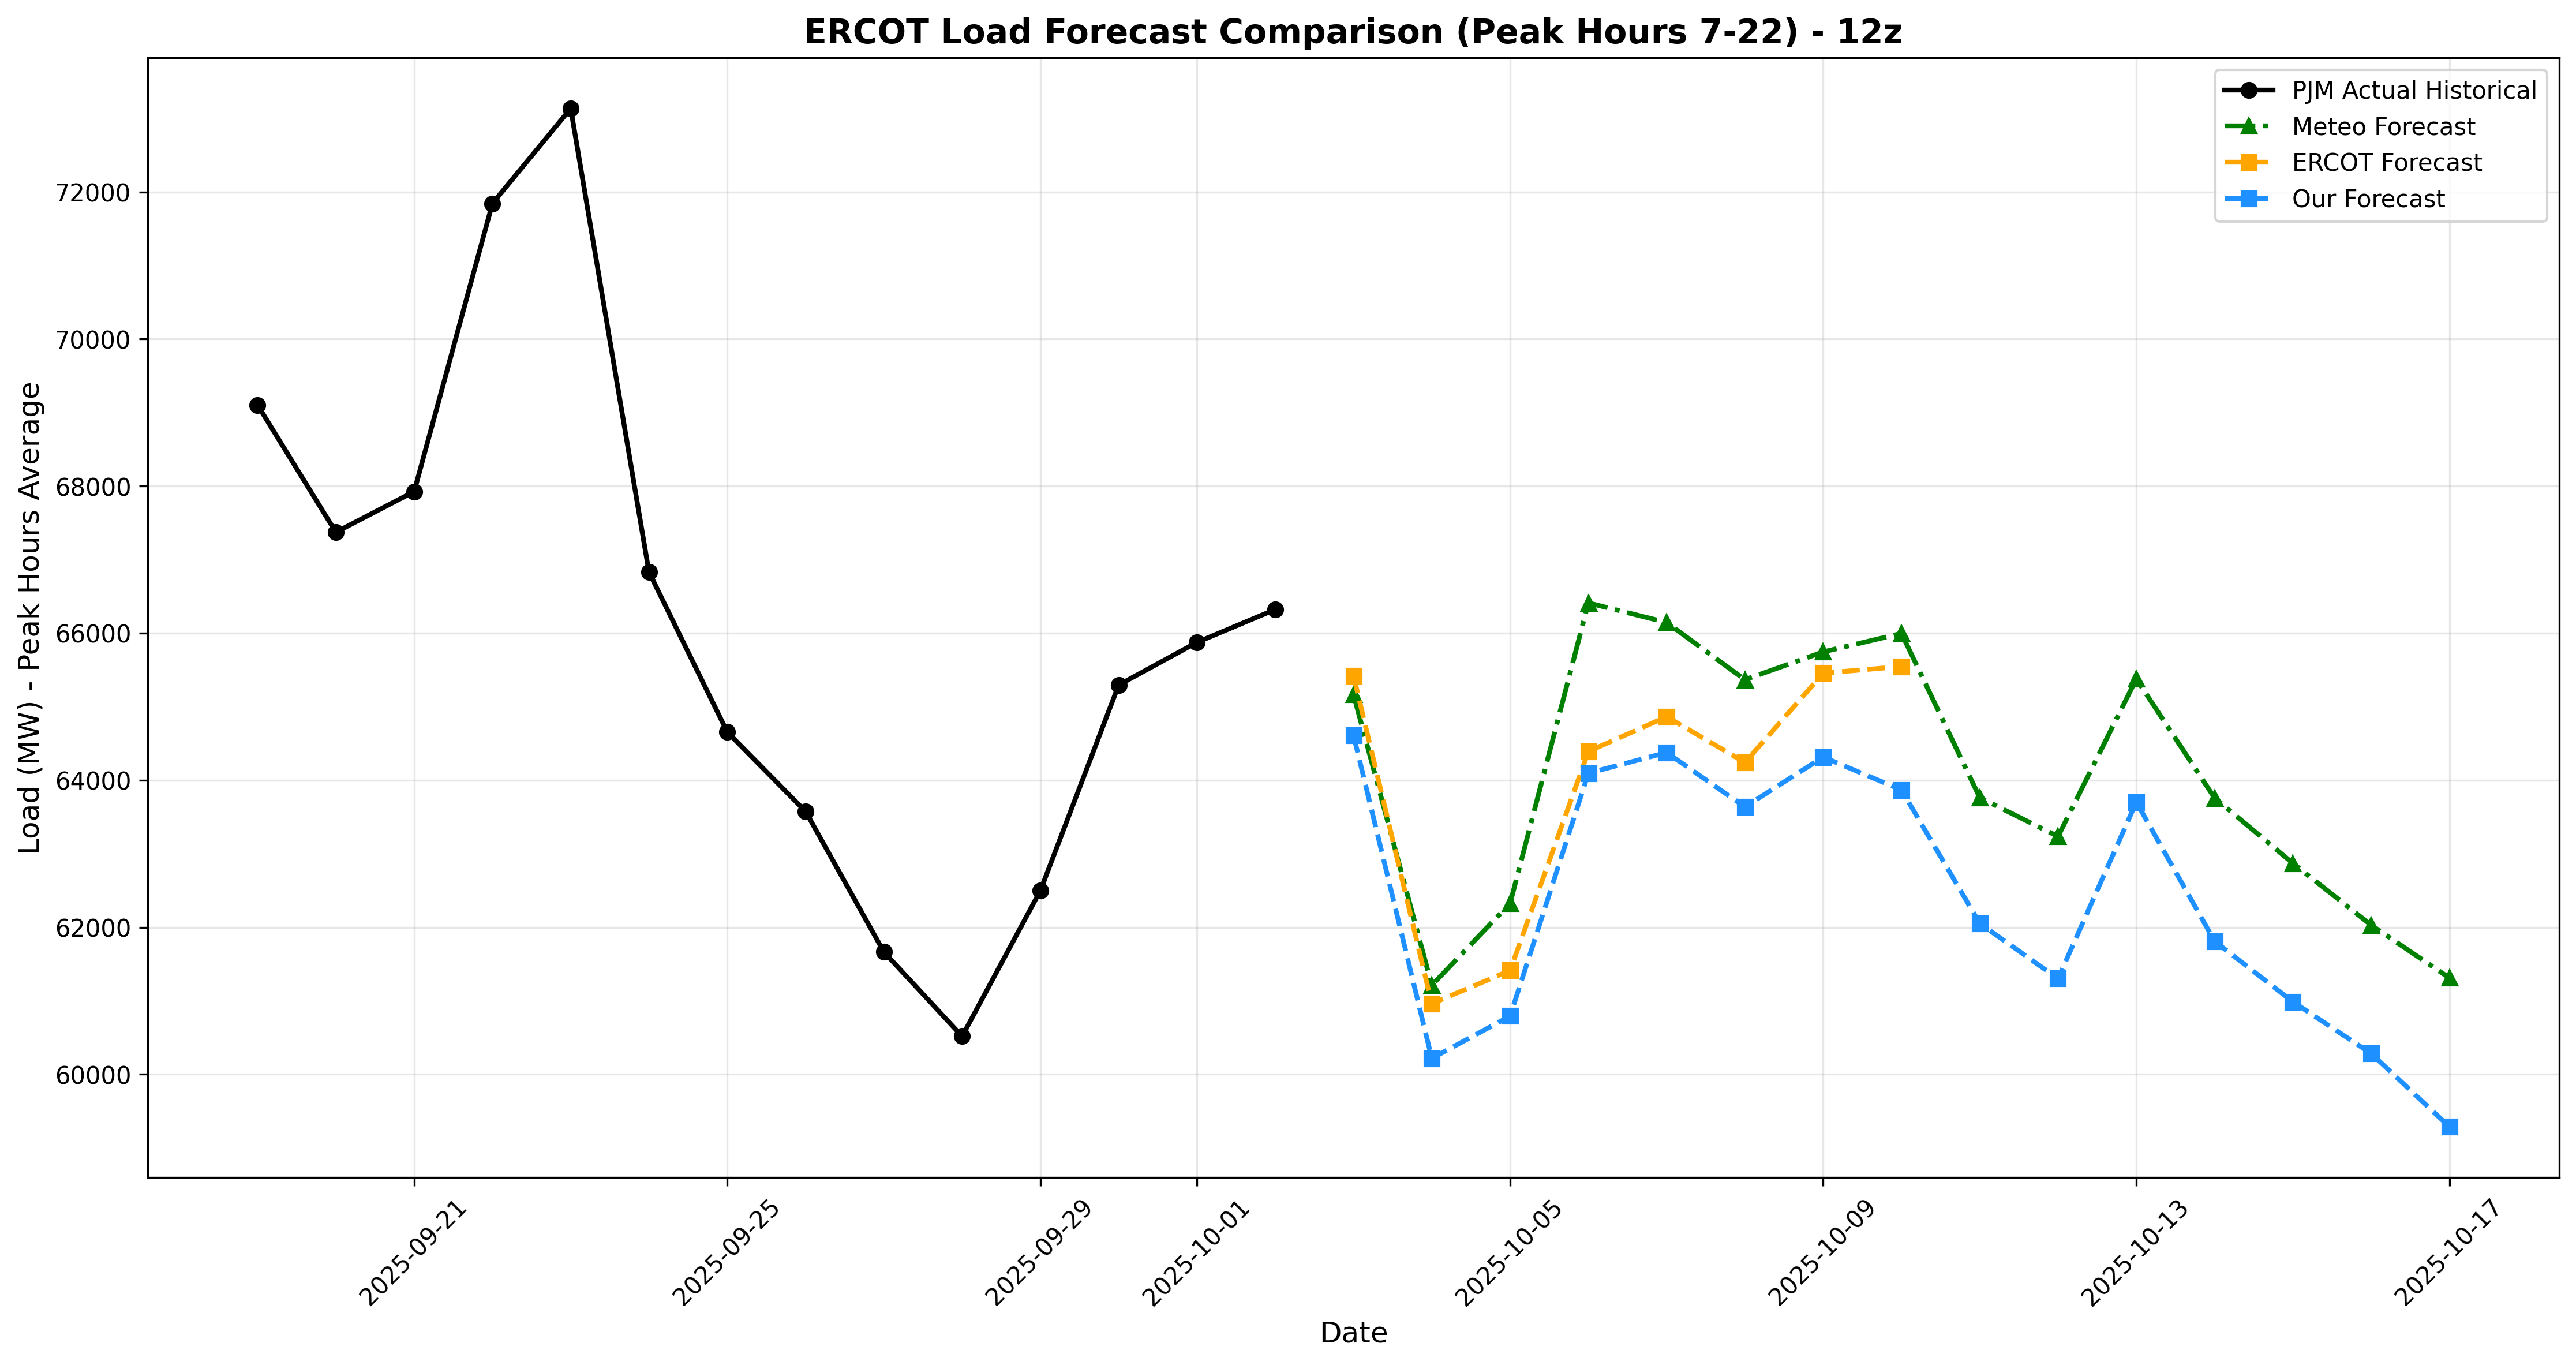 ERCOT Load Forecast Comparison (Peak Hours 7-22) - 12z
PJM Actual Historical
Meteo Forecast
ERCOT Forecast
Our Forecast
Load (MW) - Peak Hours Average
72000
70000
68000
66000
64000
62000
60000
2025-09-21
2025-09-25
2025-09-29
2025-10-01
2025-10-05
2025-10-09
2025-10-13
2025-10-17
Date